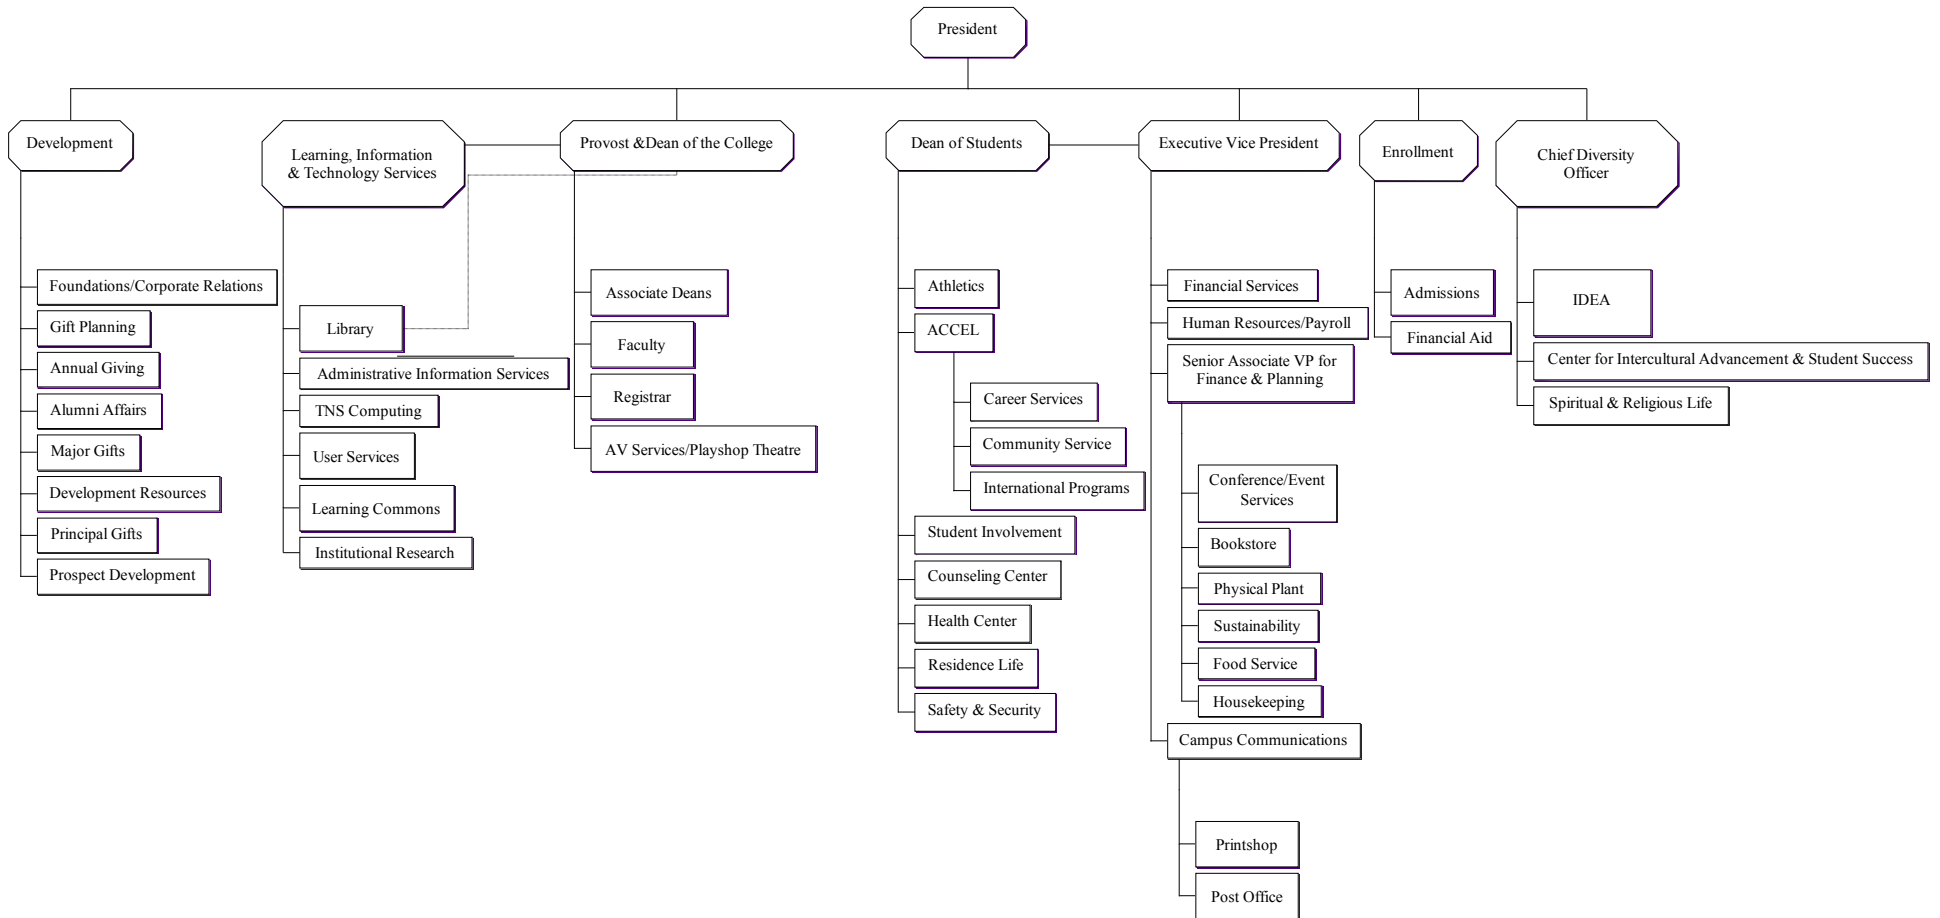 President
Development
Learning, Information
& Technology Services
Provost &Dean of the College
Dean of Students
Executive Vice President
Enrollment
Chief Diversity
Officer
Foundations/Corporate Relations
Gift Planning
Annual Giving
Alumni Affairs
Major Gifts
Development Resources
Principal Gifts
Prospect Development
Library
Administrative Information Services
TNS Computing
User Services
Learning Commons
Institutional Research
Associate Deans
Faculty
Registrar
AV Services/Playshop Theatre
Athletics
ACCEL
Career Services
Community Service
International Programs
Student Involvement
Counseling Center
Health Center
Residence Life
Safety & Security
Financial Services
Human Resources/Payroll
Senior Associate VP for
Finance & Planning
Conference/Event
Services
Bookstore
Physical Plant
Sustainability
Food Service
Housekeeping
Campus Communications
Printshop
Post Office
Admissions
Financial Aid
IDEA
Center for Intercultural Advancement & Student Success
Spiritual & Religious Life